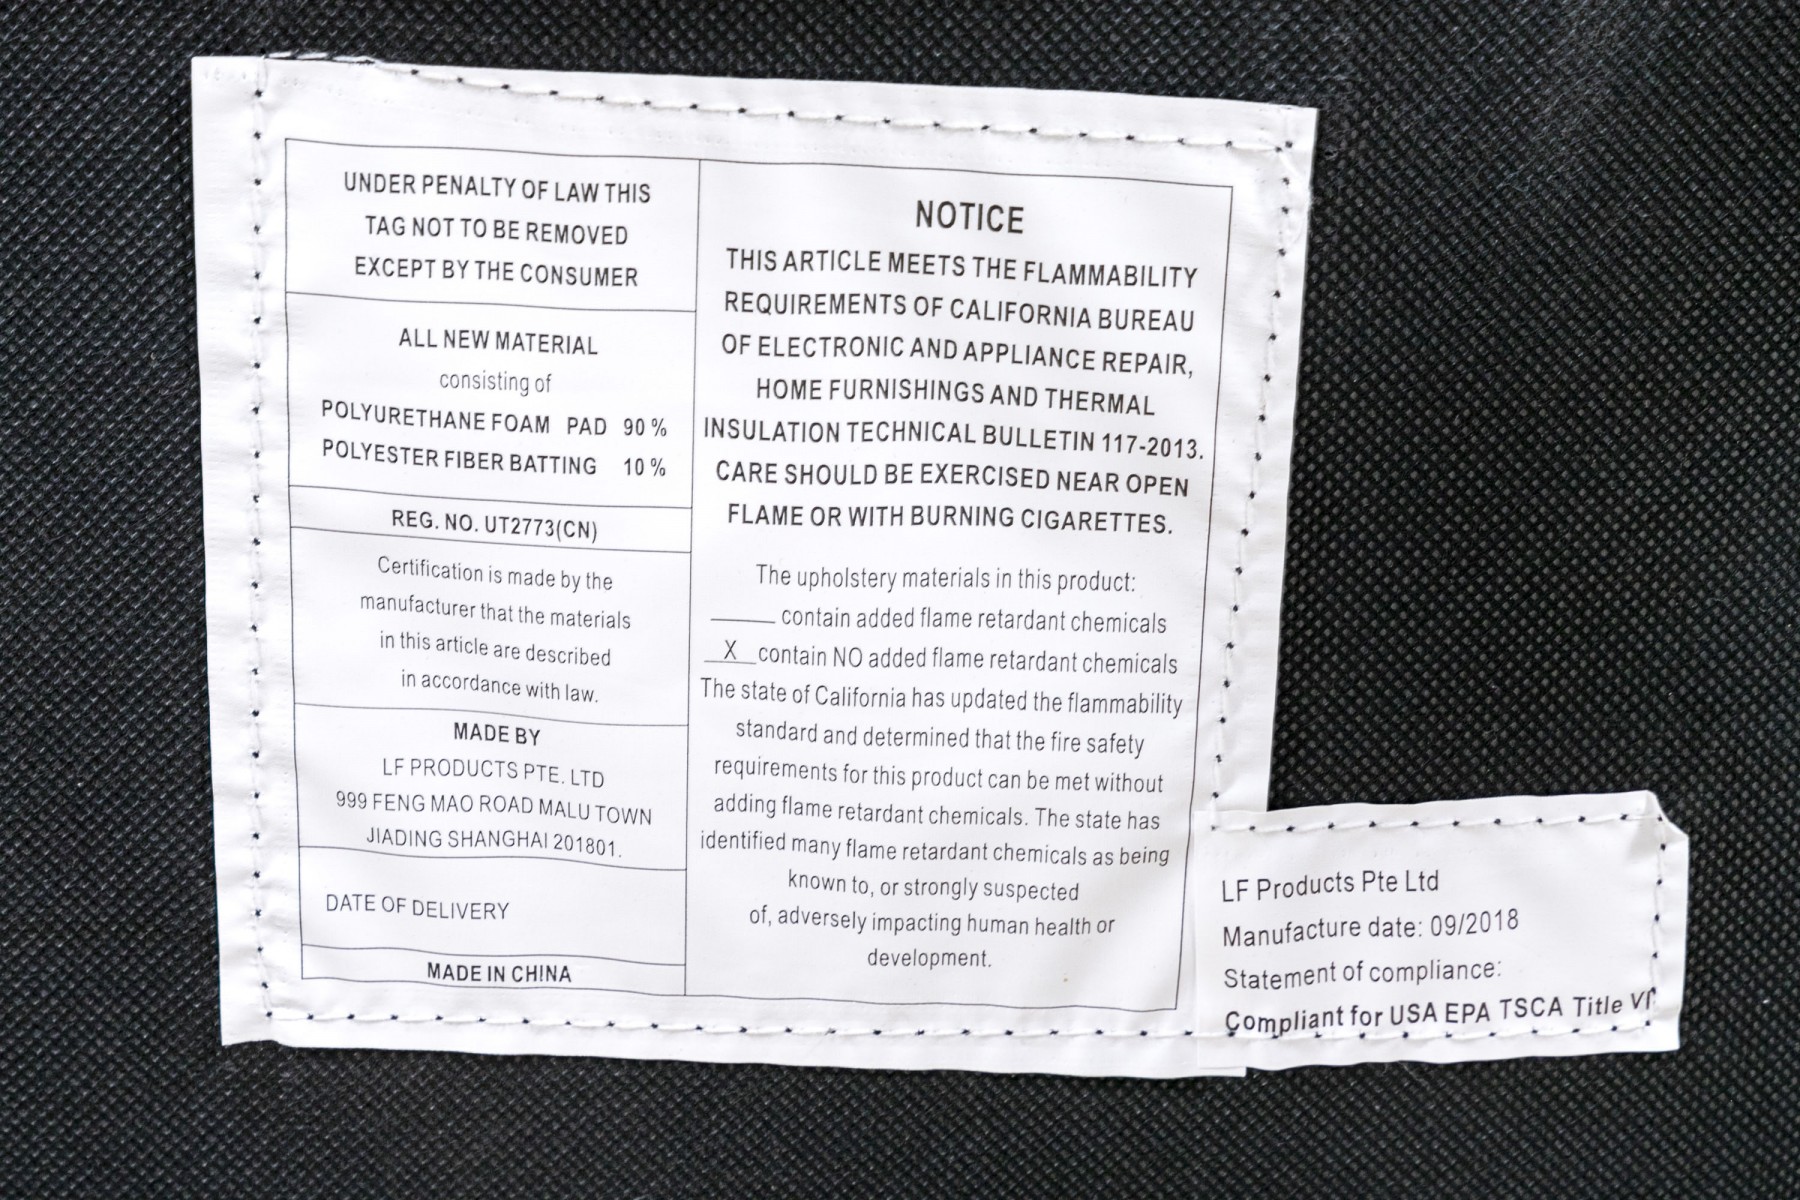 UNDER PENALTY OF LAW THIS
TAG NOT TO BE REMOVED
EXCEPT BY THE CONSUMER
ALL NEW MATERIAL
consisting of
POLYURETHANE FOAM PAD 90 %
POLYESTER FIBER BATTING 10 %
REG. NO. UT2773(CN)
Certification is made by the
manufacturer that the materials
in this article are described
in accordance with law.
MADE BY
LF PRODUCTS PTE. LTD
999 FENG MAO ROAD MALU TOWN
JIADING SHANGHAI 201801.
DATE OF DELIVERY
MADE IN CHINA
NOTICE
THIS ARTICLE MEETS THE FLAMMABILITY
REQUIREMENTS OF CALIFORNIA BUREAU
OF ELECTRONIC AND APPLIANCE REPAIR,
HOME FURNISHINGS AND THERMAL
INSULATION TECHNICAL BULLETIN 117-2013.
CARE SHOULD BE EXERCISED NEAR OPEN
FLAME OR WITH BURNING CIGARETTES.
The upholstery materials in this product:
_____ contain added flame retardant chemicals
__X__contain NO added flame retardant chemicals
The state of California has updated the flammability
standard and determined that the fire safety
requirements for this product can be met without
adding flame retardant chemicals. The state has
identified many flame retardant chemicals as being
known to, or strongly suspected
of, adversely impacting human health or
development.
LF Products Pte Ltd
Manufacture date: 09/2018
Statement of compliance:
Compliant for USA EPA TSCA Title